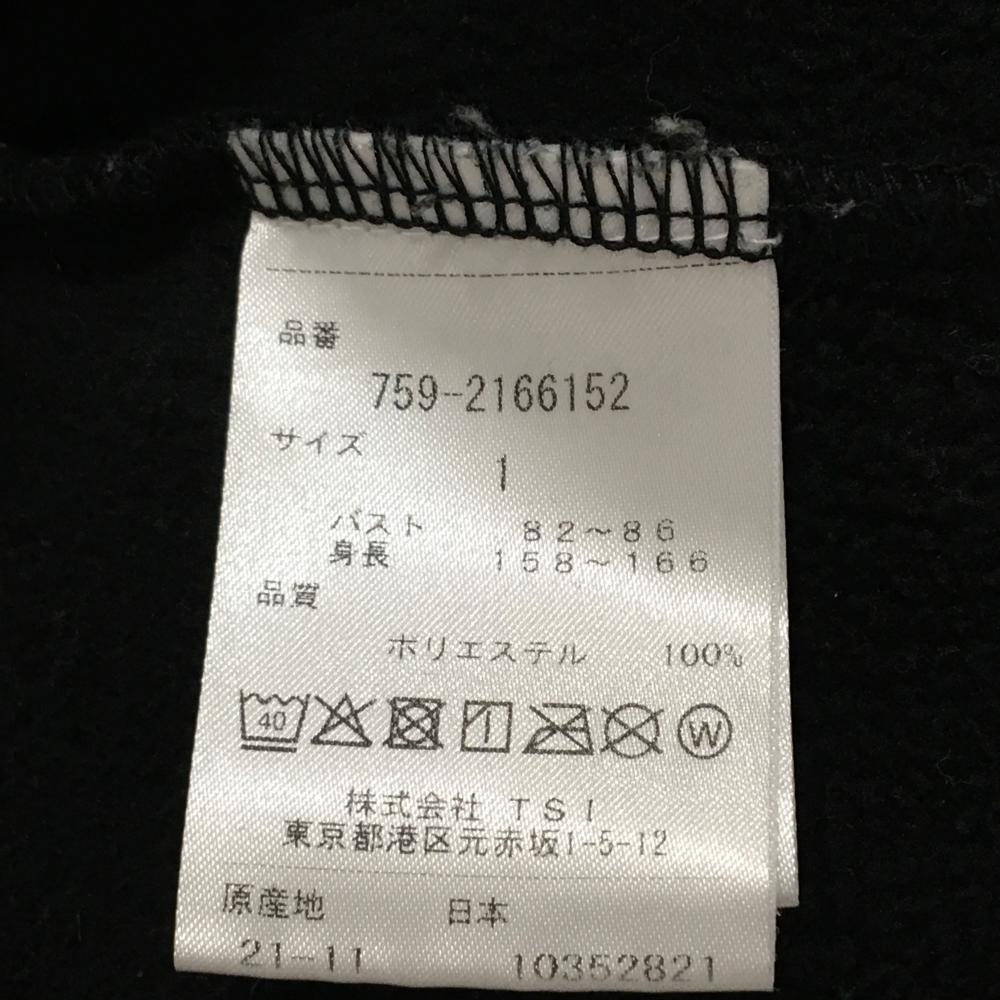 品番
759-2166152
サイズ
1
バスト 82~86
身長 158~166
品質
ポリエステル 100%
40 W
株式会社 TSI
東京都港区元赤坂1-5-12
原産地 日本
21-11 10352821